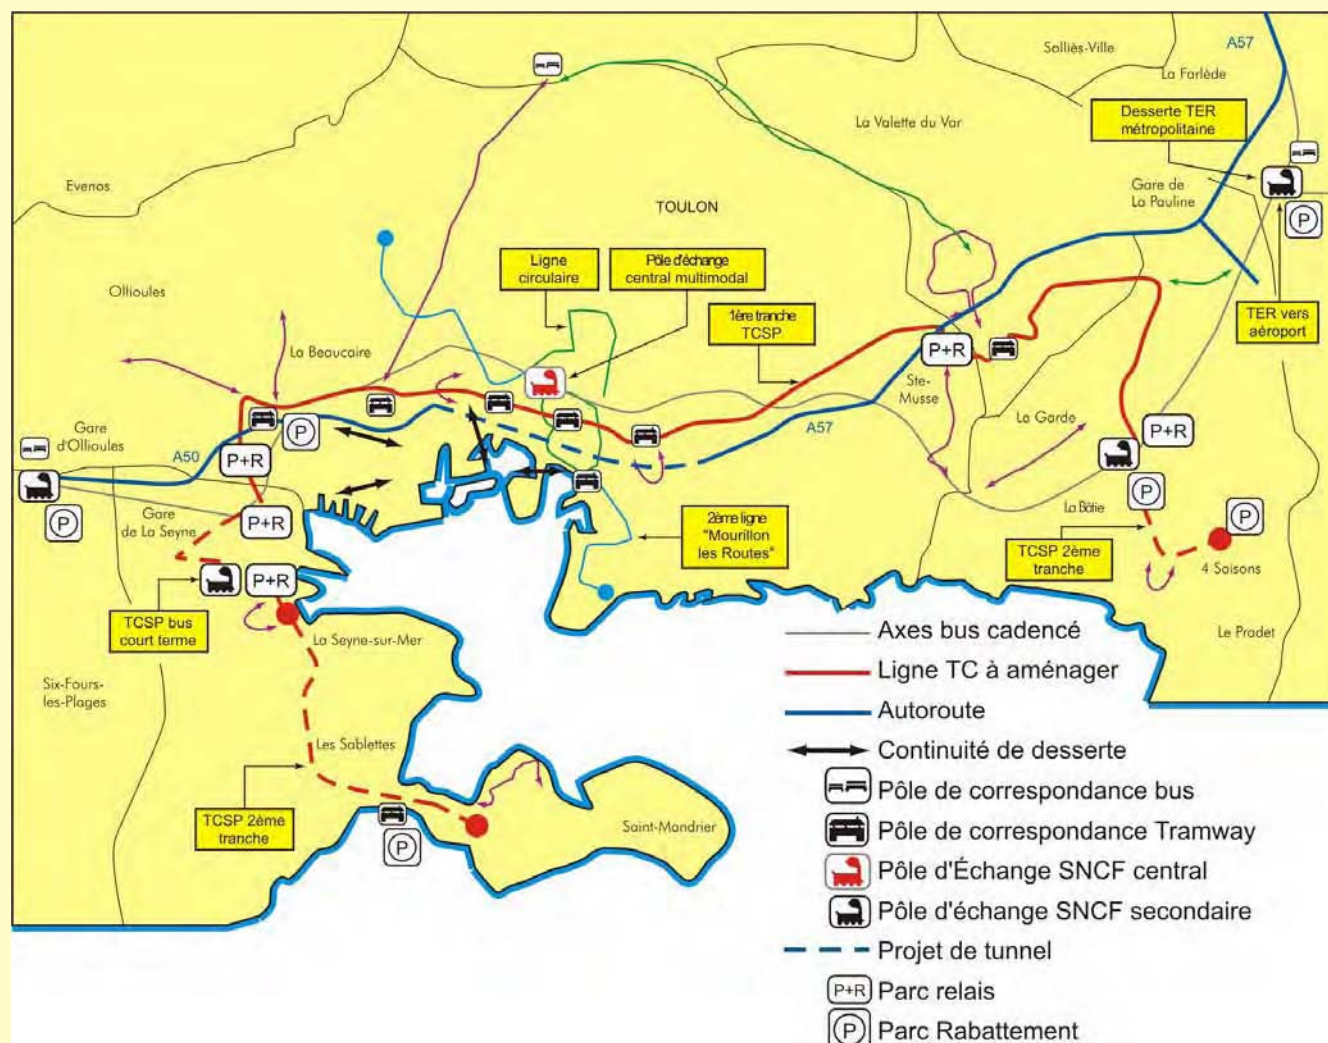 A57
Solliès-Ville
La Farlède
Desserte TER
métropolitaine
La Valette du Var
Evenos
Gare de
La Pauline
TOULON
P
Ligne
circulaire
Pôle d'échange
central multimodal
Ollioules
1ère tranche
TCSP
TER vers
aéroport
La Beaucaire
P+R
Ste-
Musse
La Garde
A57
P
P+R
Gare
d'Ollioules
A50
P+R
P
La Bâtie
P
P
Gare
de La Seyne
P+R
2ème ligne
"Mourillon
les Routes"
TCSP 2ème
tranche
4 Saisons
P+R
TCSP bus
court terme
La Seyne-sur-Mer
Le Pradet
Six-Fours-
les-Plages
Les Sablettes
TCSP 2ème
tranche
P
Saint-Mandrier
Axes bus cadencé
Ligne TC à aménager
Autoroute
Continuité de desserte
Pôle de correspondance bus
Pôle de correspondance Tramway
Pôle d'Échange SNCF central
Pôle d'échange SNCF secondaire
Projet de tunnel
P+R Parc relais
P Parc Rabattement